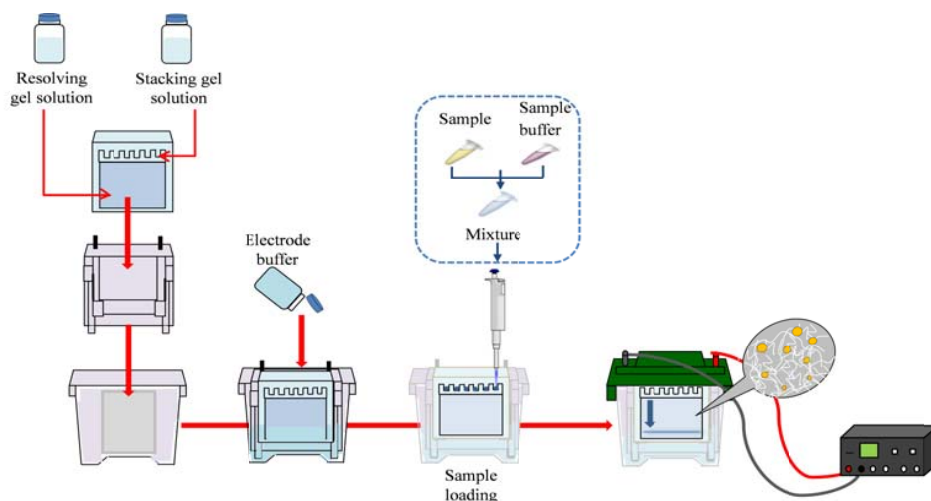 Resolving
gel solution
Stacking gel
solution
Sample
Sample
buffer
Mixture
Electrode
buffer
Sample
loading